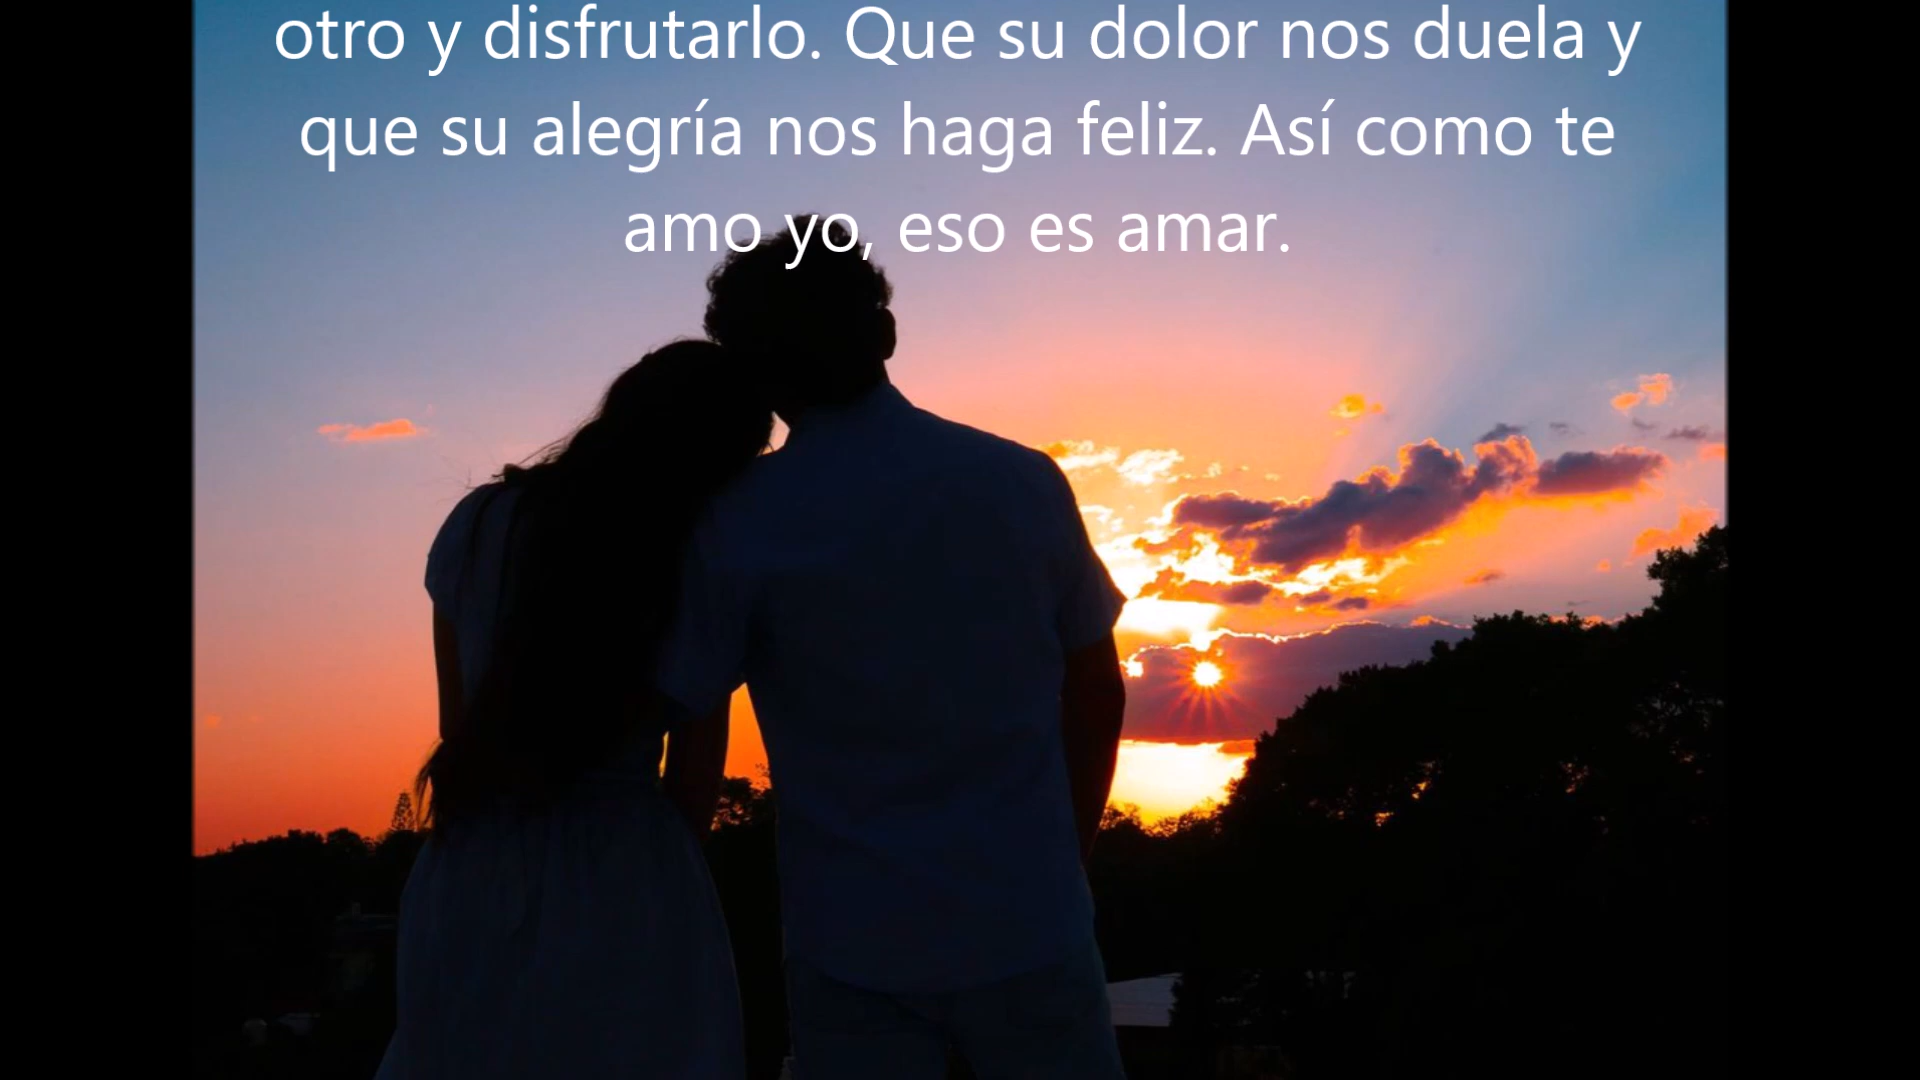 otro y disfrutarlo. Que su dolor nos duela y
que su alegría nos haga feliz. Así como te
amo yo, eso es amar.